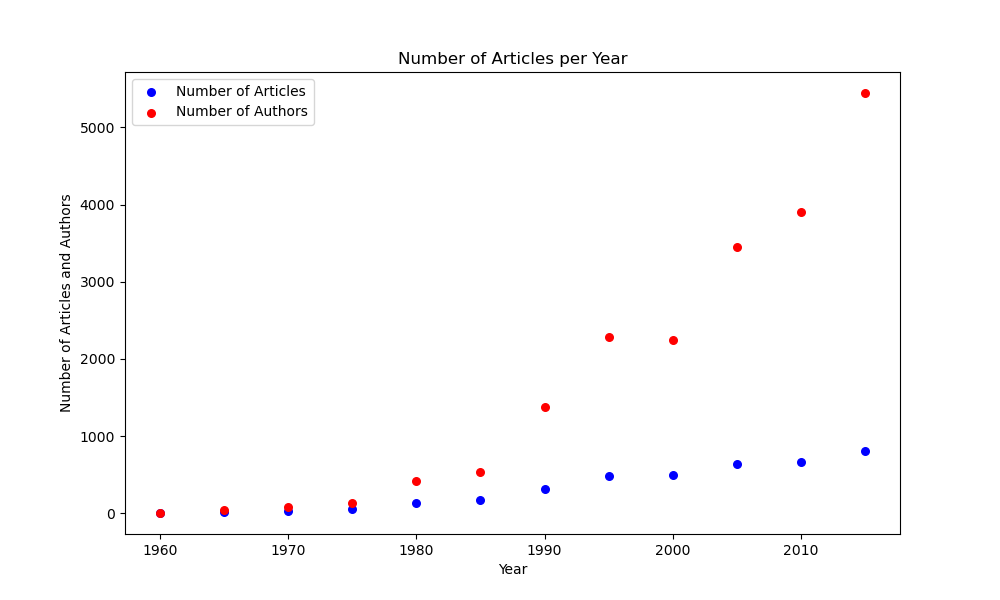 Number of Articles per Year
Number of Articles
Number of Authors
Number of Articles and Authors
5000
4000
3000
2000
1000
0
1960
1970
1980
1990
2000
2010
Year